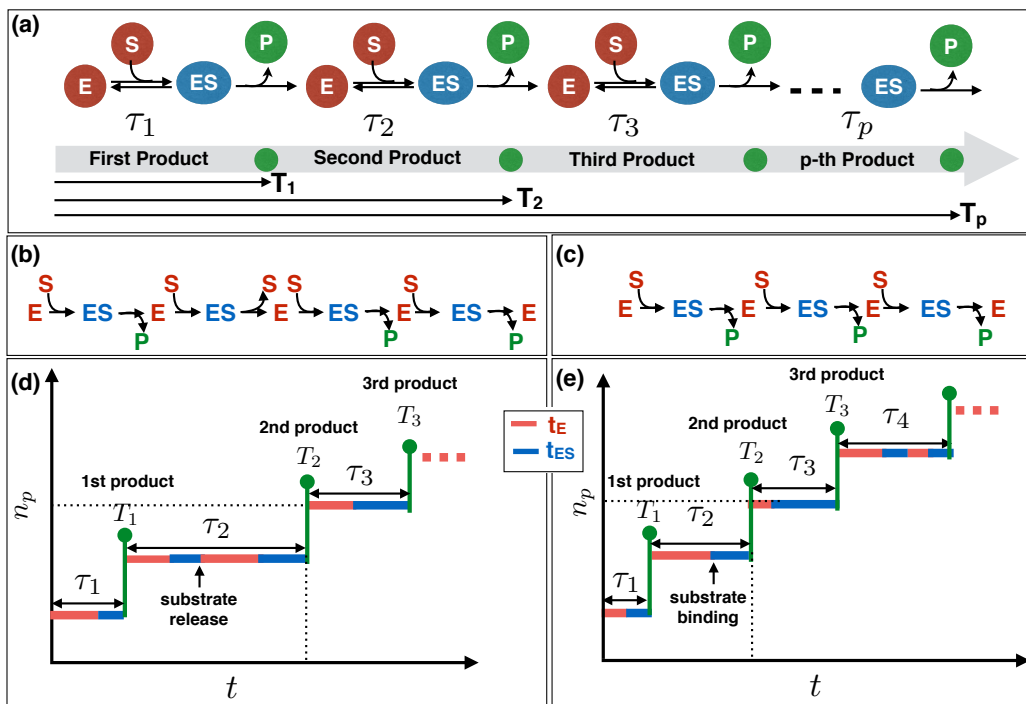 (a)
S P S P S P P
E ES E ES E ES ES
τ1 τ2 τ3 τp
First Product Second Product Third Product p-th Product
T1
T2
Tp
(b)
S S S S S
E ES E ES E ES E ES E
P P P
(c)
S S S
E ES E ES E ES E
P P P
(d)
3rd product
T3
2nd product
T2
1st product
T1
τ3
τ2
τ1
substrate
release
np
t
tE
tES
(e)
3rd product
T3
2nd product
T2
1st product
T1
τ4
τ3
τ2
τ1
substrate
binding
np
t